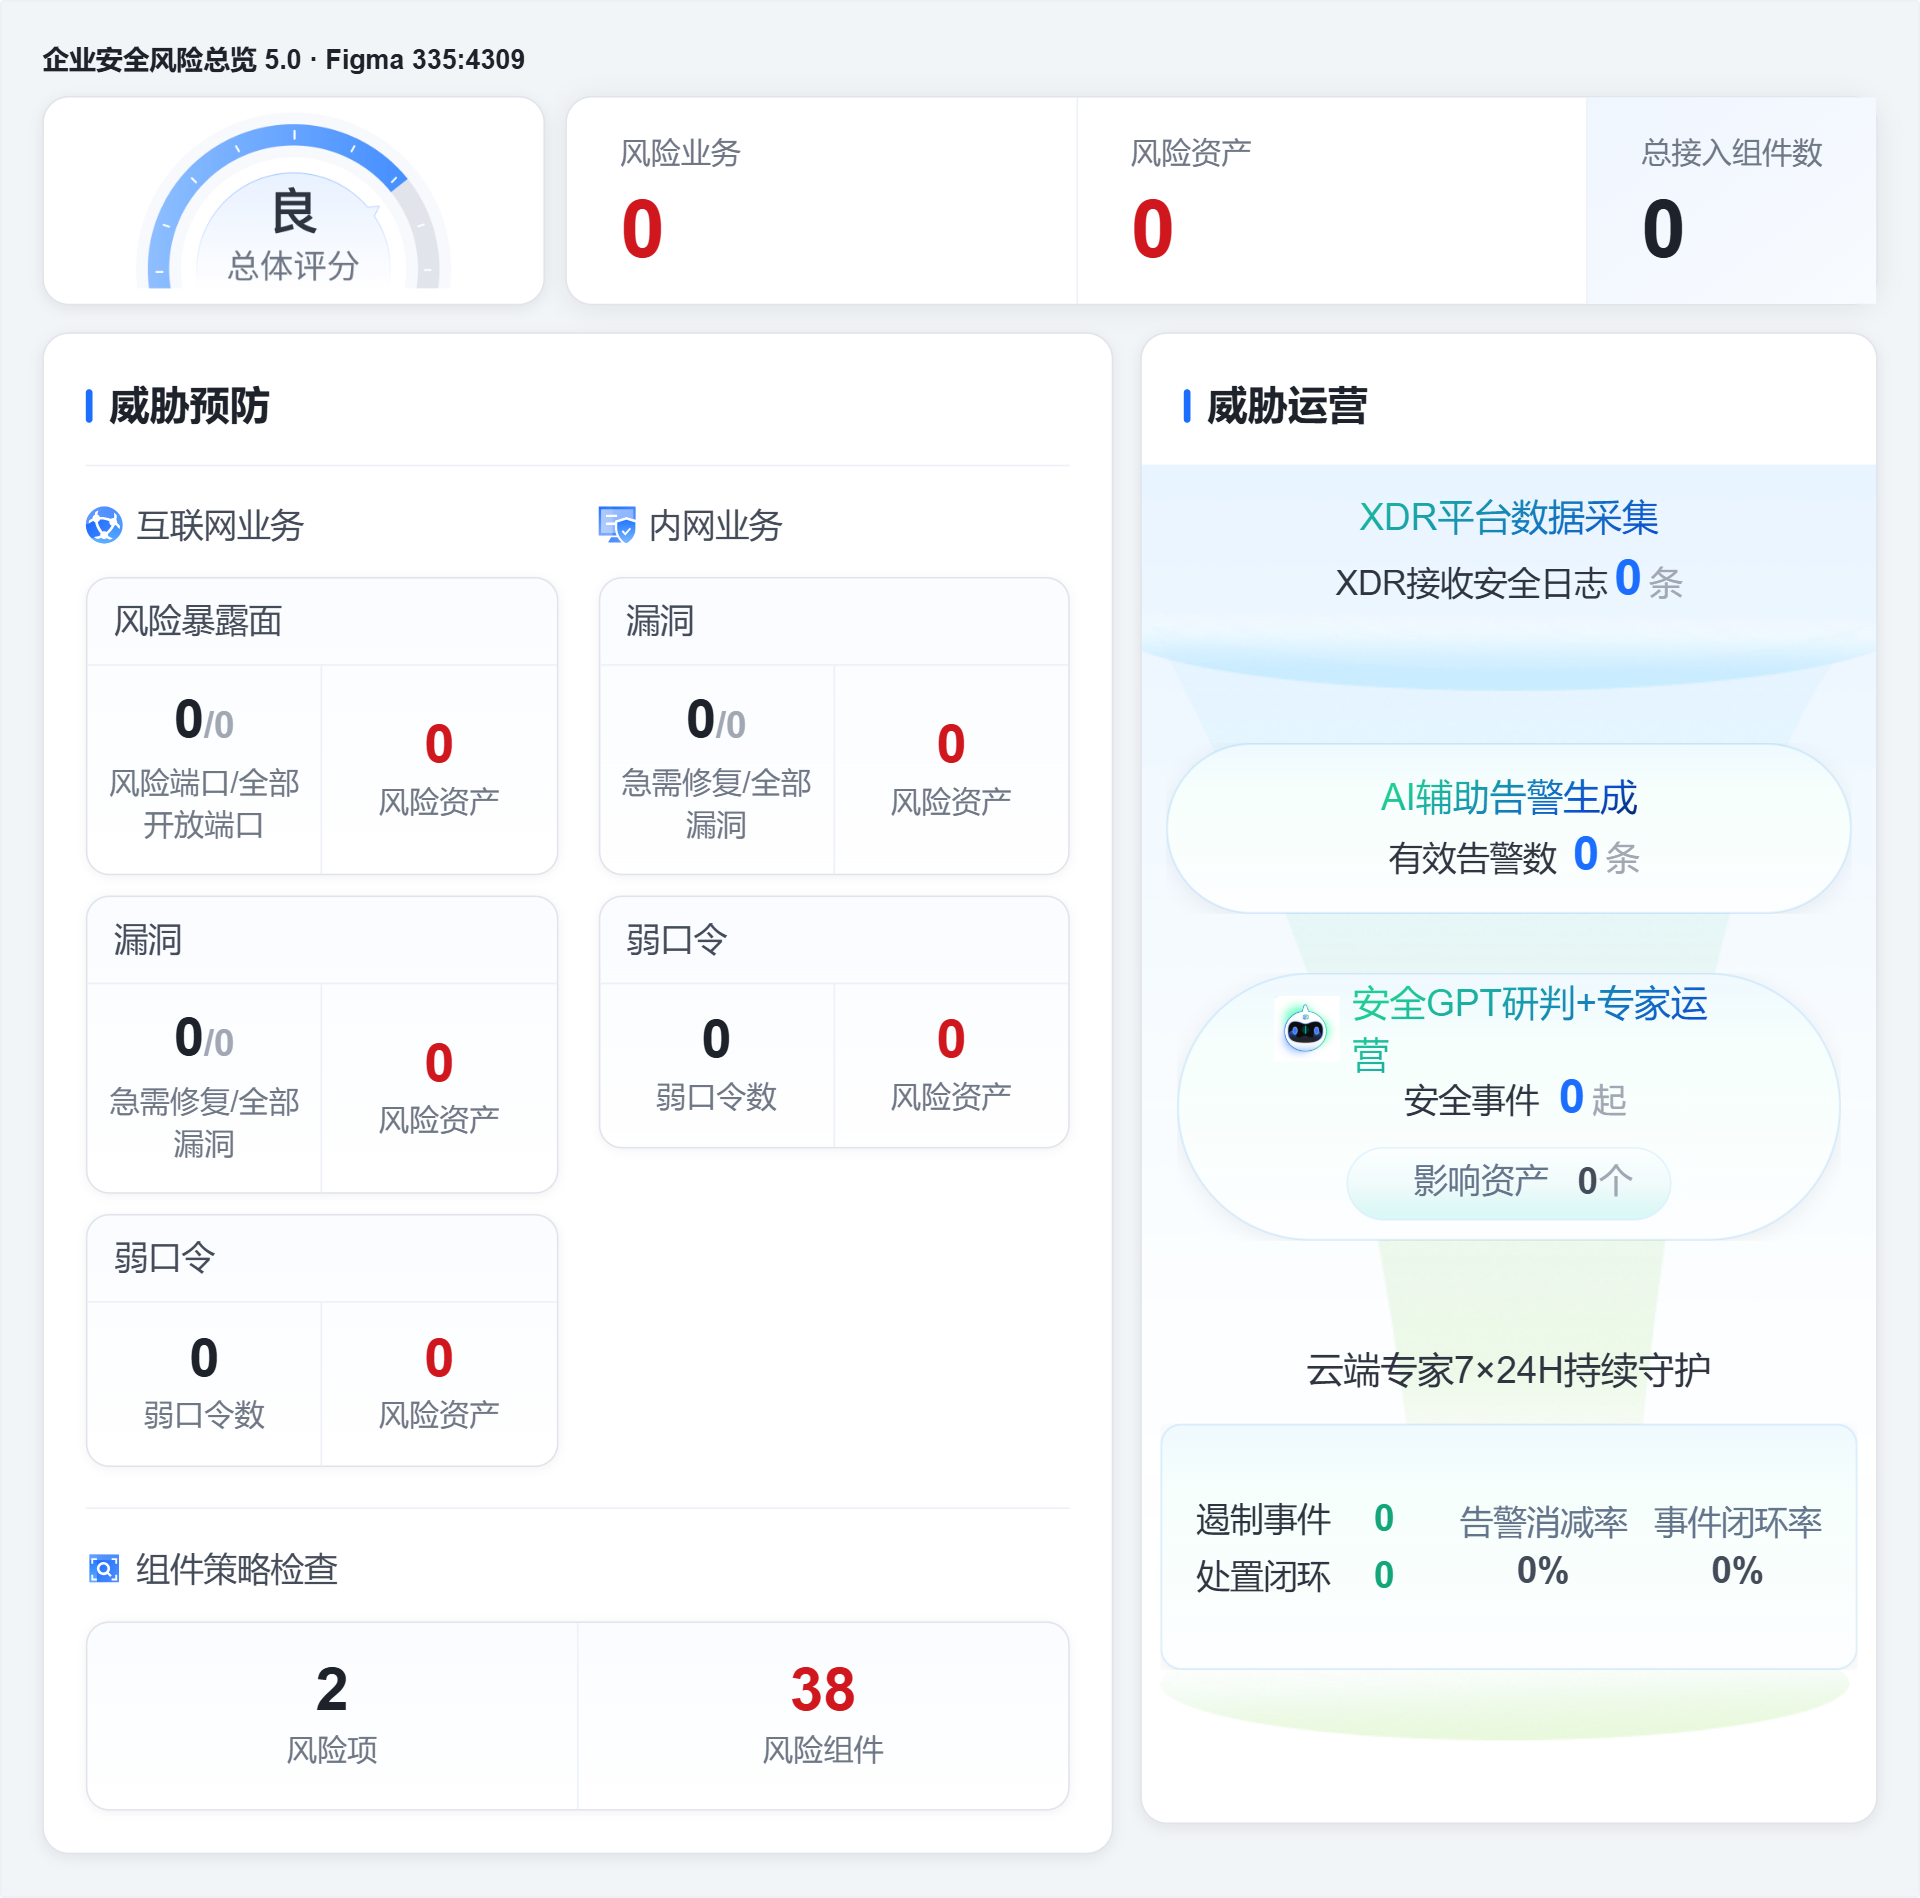 企业安全风险总览 5.0 · Figma 335:4309
良
总体评分
风险业务
0
风险资产
0
总接入组件数
0
威胁预防
互联网业务
风险暴露面
0/0
风险端口/全部
开放端口
0
风险资产
漏洞
0/0
急需修复/全部
漏洞
0
风险资产
弱口令
0
弱口令数
0
风险资产
内网业务
漏洞
0/0
急需修复/全部
漏洞
0
风险资产
弱口令
0
弱口令数
0
风险资产
组件策略检查
2
风险项
38
风险组件
威胁运营
XDR平台数据采集
XDR接收安全日志 0 条
AI辅助告警生成
有效告警数 0 条
安全GPT研判+专家运
营
安全事件 0 起
影响资产 0个
云端专家7×24H持续守护
遏制事件 0
处置闭环 0
告警消减率
0%
事件闭环率
0%